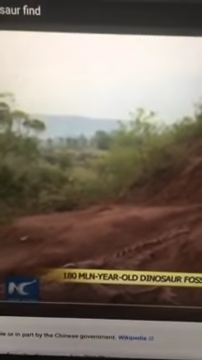 saur find
180 MLN-YEAR-OLD DINOSAUR FOSS
NC
le or in part by the Chinese government. Wikipedia